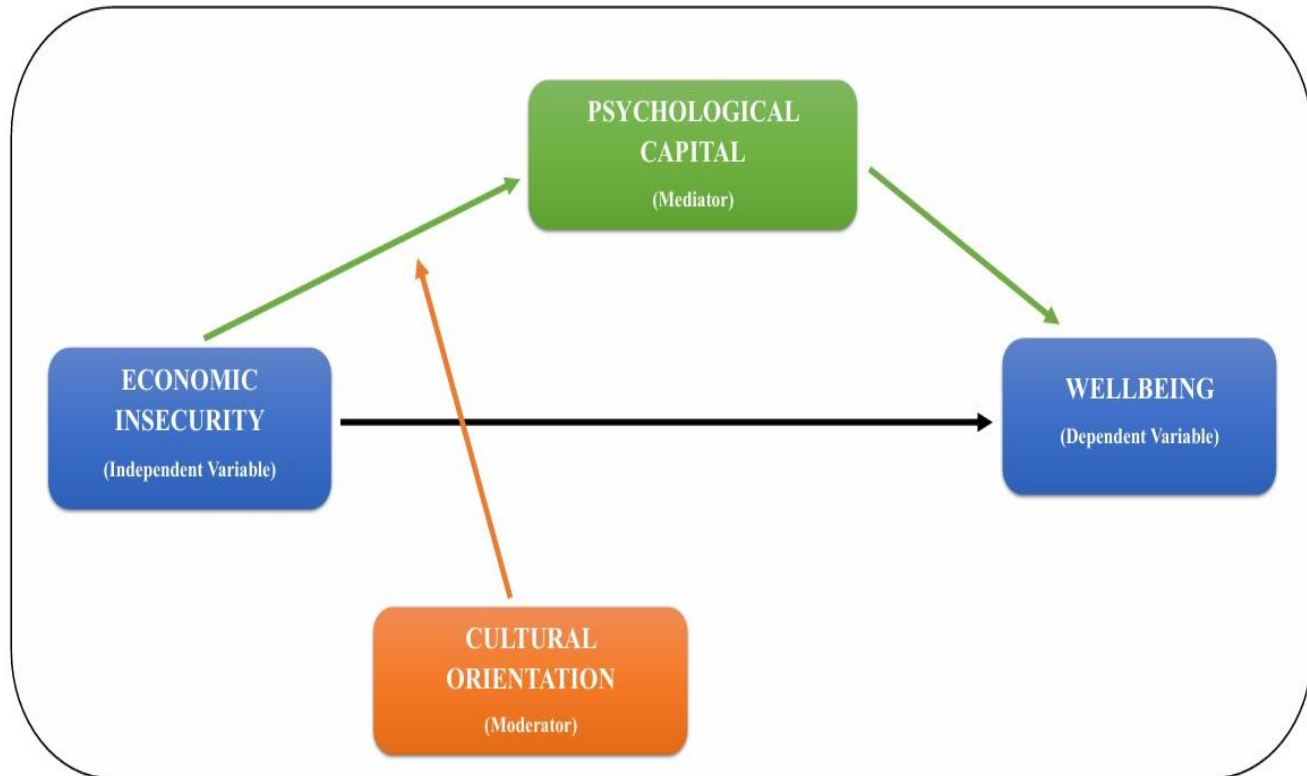 PSYCHOLOGICAL
CAPITAL
(Mediator)
ECONOMIC
INSECURITY
(Independent Variable)
WELLBEING
(Dependent Variable)
CULTURAL
ORIENTATION
(Moderator)